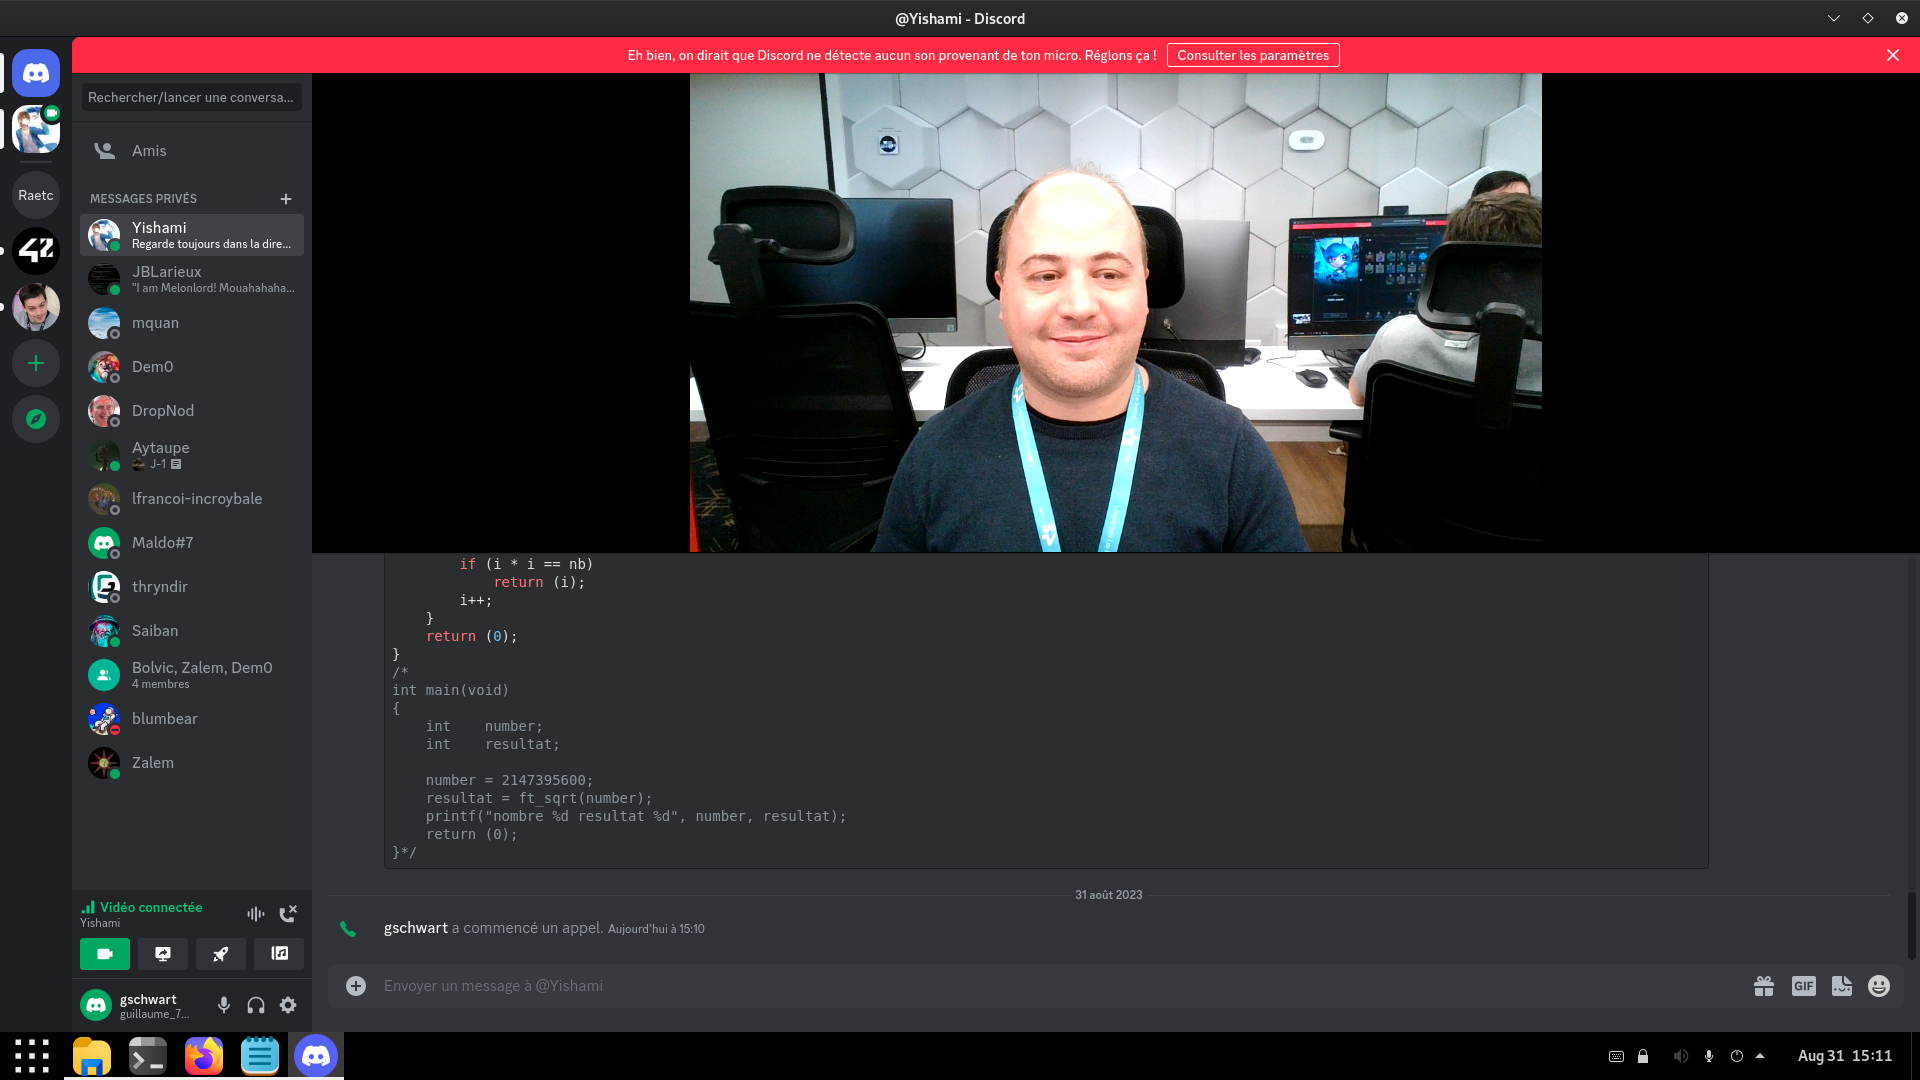 @Yishami - Discord
Eh bien, on dirait que Discord ne détecte aucun son provenant de ton micro. Réglons ça !
Consulter les paramètres
Rechercher/lancer une conversa...
Amis
MESSAGES PRIVÉS
Yishami
Regarde toujours dans la dire...
JBLarieux
"I am Melonlord! Mouahahaha...
mquan
Dem0
DropNod
Aytaupe
J-1
lfrancoi-incroybale
Maldo#7
thryndir
Saiban
Bolvic, Zalem, Dem0
4 membres
blumbear
Zalem
Raetc
42
if (i * i == nb)
return (i);
i++;
}
return (0);
}
/*
int main(void)
{
int number;
int resultat;
number = 2147395600;
resultat = ft_sqrt(number);
printf("nombre %d resultat %d", number, resultat);
return (0);
}*/
31 août 2023
gschwart a commencé un appel. Aujourd'hui à 15:10
Envoyer un message à @Yishami
GIF
Vidéo connectée
Yishami
gschwart
guillaume_7...
Aug 31 15:11